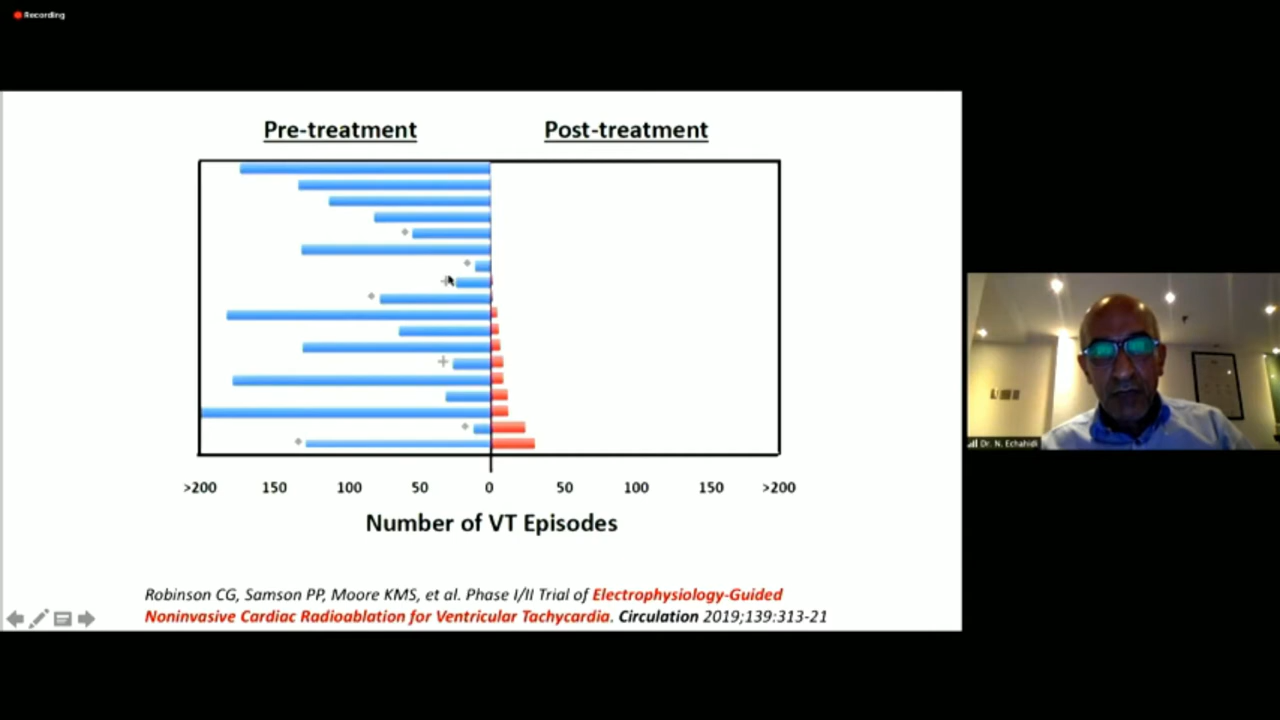 Recording
Pre-treatment Post-treatment
>200 150 100 50 0 50 100 150 >200
Number of VT Episodes
Robinson CG, Samson PP, Moore KMS, et al. Phase I/II Trial of Electrophysiology-Guided
Noninvasive Cardiac Radioablation for Ventricular Tachycardia. Circulation 2019;139:313-21
Dr. N. Echahidi